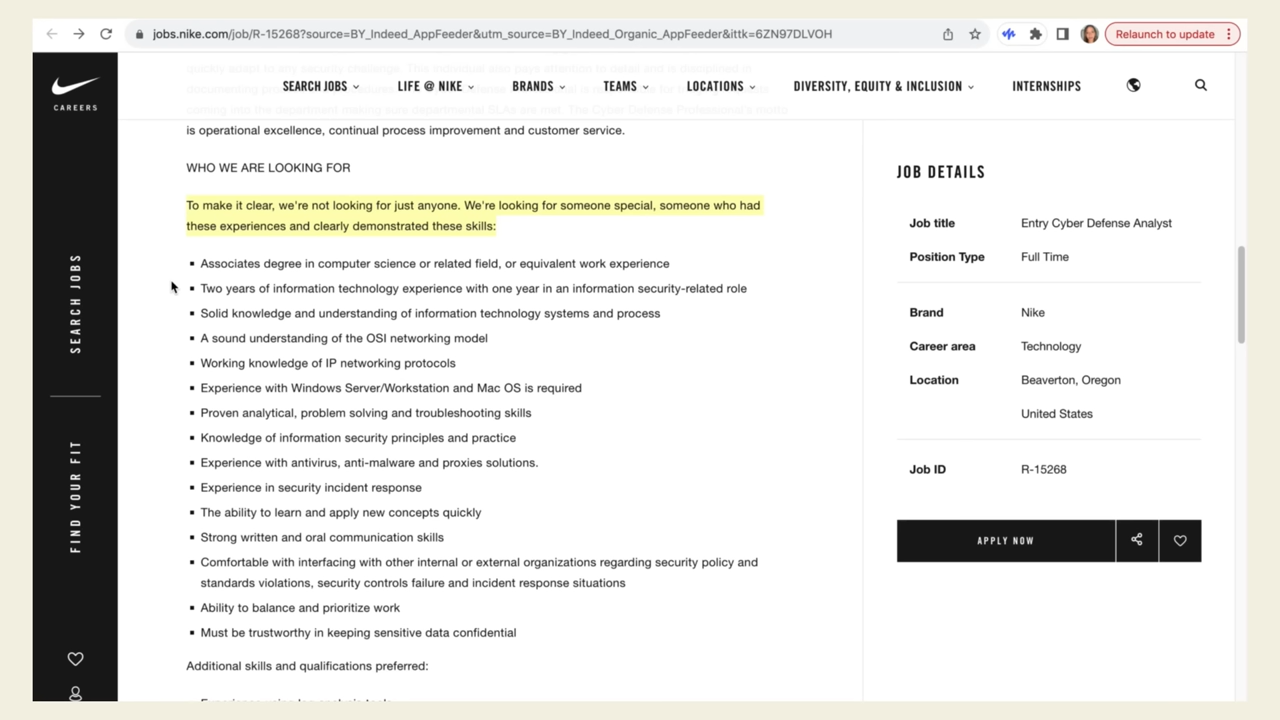 jobs.nike.com/job/R-15268?source=BY_Indeed_AppFeeder&utm_source=BY_Indeed_Organic_AppFeeder&ittk=6ZN97DLVOH
Relaunch to update
CAREERS
SEARCH JOBS
LIFE @ NIKE
BRANDS
TEAMS
LOCATIONS
DIVERSITY, EQUITY & INCLUSION
INTERNSHIPS
SEARCH JOBS
FIND YOUR FIT
is operational excellence, continual process improvement and customer service.
WHO WE ARE LOOKING FOR
To make it clear, we're not looking for just anyone. We're looking for someone special, someone who had
these experiences and clearly demonstrated these skills:
Associates degree in computer science or related field, or equivalent work experience
Two years of information technology experience with one year in an information security-related role
Solid knowledge and understanding of information technology systems and process
A sound understanding of the OSI networking model
Working knowledge of IP networking protocols
Experience with Windows Server/Workstation and Mac OS is required
Proven analytical, problem solving and troubleshooting skills
Knowledge of information security principles and practice
Experience with antivirus, anti-malware and proxies solutions.
Experience in security incident response
The ability to learn and apply new concepts quickly
Strong written and oral communication skills
Comfortable with interfacing with other internal or external organizations regarding security policy and
standards violations, security controls failure and incident response situations
Ability to balance and prioritize work
Must be trustworthy in keeping sensitive data confidential
Additional skills and qualifications preferred:
JOB DETAILS
Job title Entry Cyber Defense Analyst
Position Type Full Time
Brand Nike
Career area Technology
Location Beaverton, Oregon
United States
Job ID R-15268
APPLY NOW